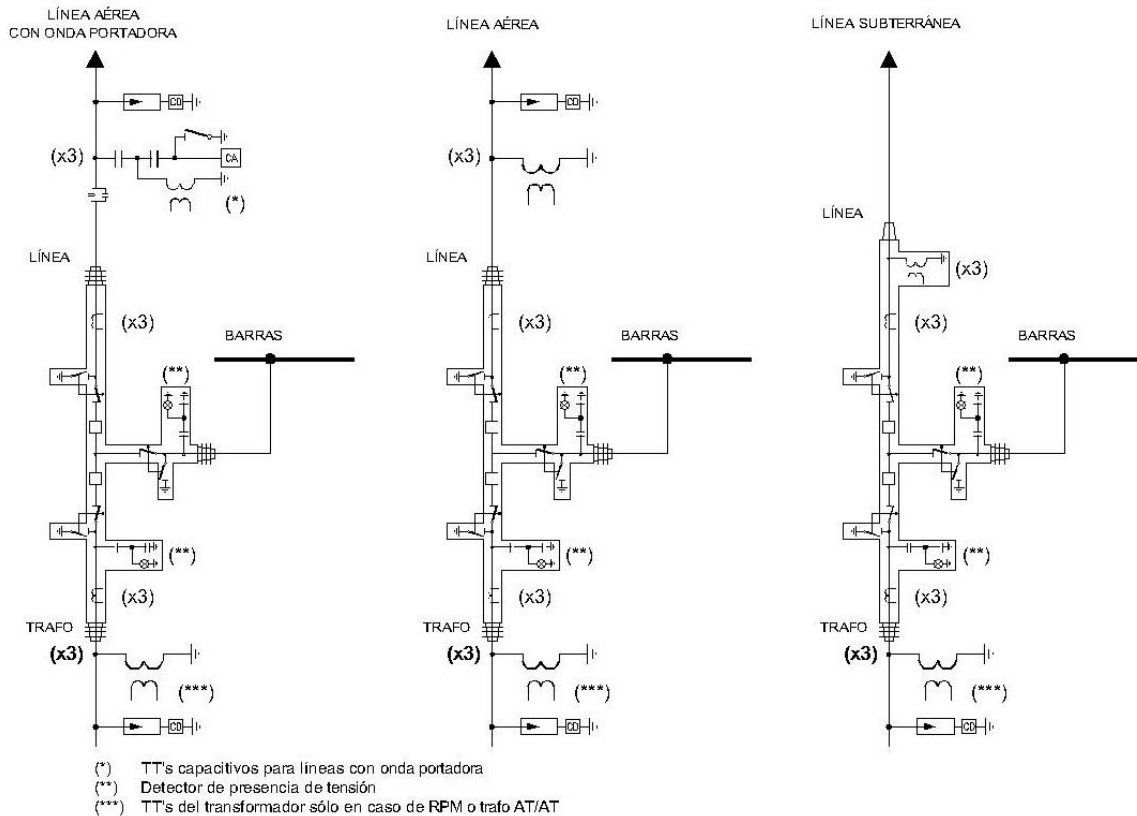 LÍNEA AÉREA
CON ONDA PORTADORA
CD
(x3)
CA
(*)
LÍNEA
(x3)
BARRAS
(**)
(**)
(x3)
TRAFO
(x3)
(***)
CD
LÍNEA AÉREA
CD
(x3)
LÍNEA
(x3)
BARRAS
(**)
(**)
(x3)
TRAFO
(x3)
(***)
CD
LÍNEA SUBTERRÁNEA
LÍNEA
(x3)
(x3)
BARRAS
(**)
(**)
(x3)
TRAFO
(x3)
(***)
CD
(*) TT's capacitivos para líneas con onda portadora
(**) Detector de presencia de tensión
(***) TT's del transformador sólo en caso de RPM o trafo AT/AT